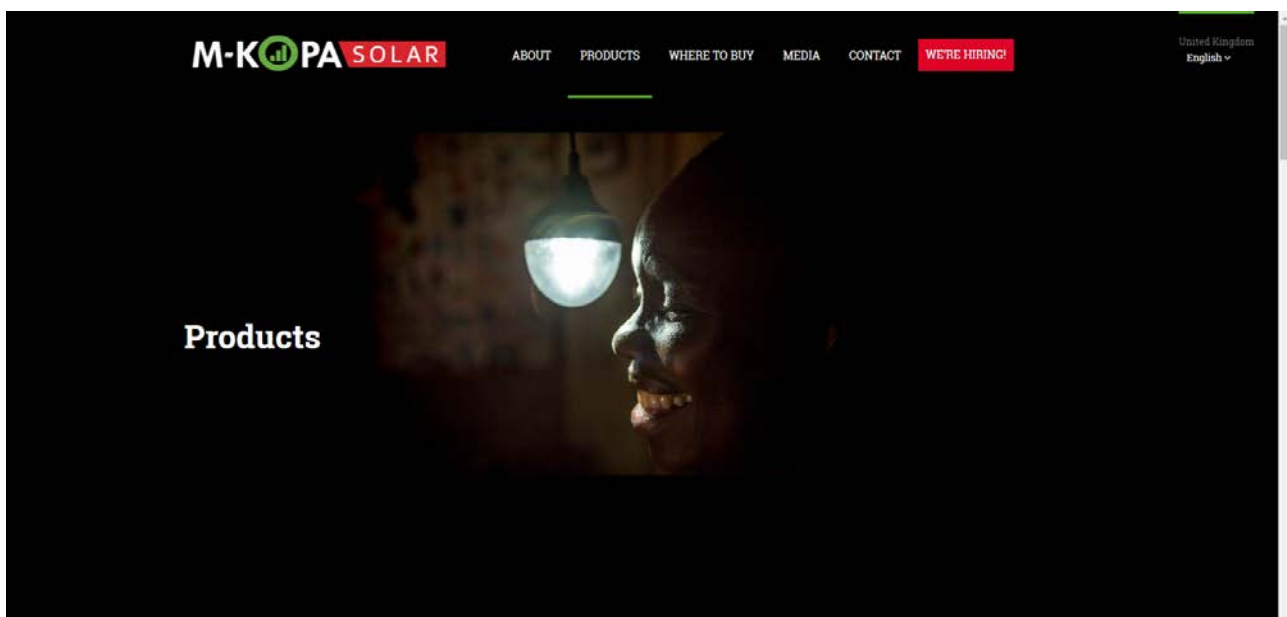 M-KOPA SOLAR
ABOUT PRODUCTS WHERE TO BUY MEDIA CONTACT WE'RE HIRING!
United Kingdom
English
Products